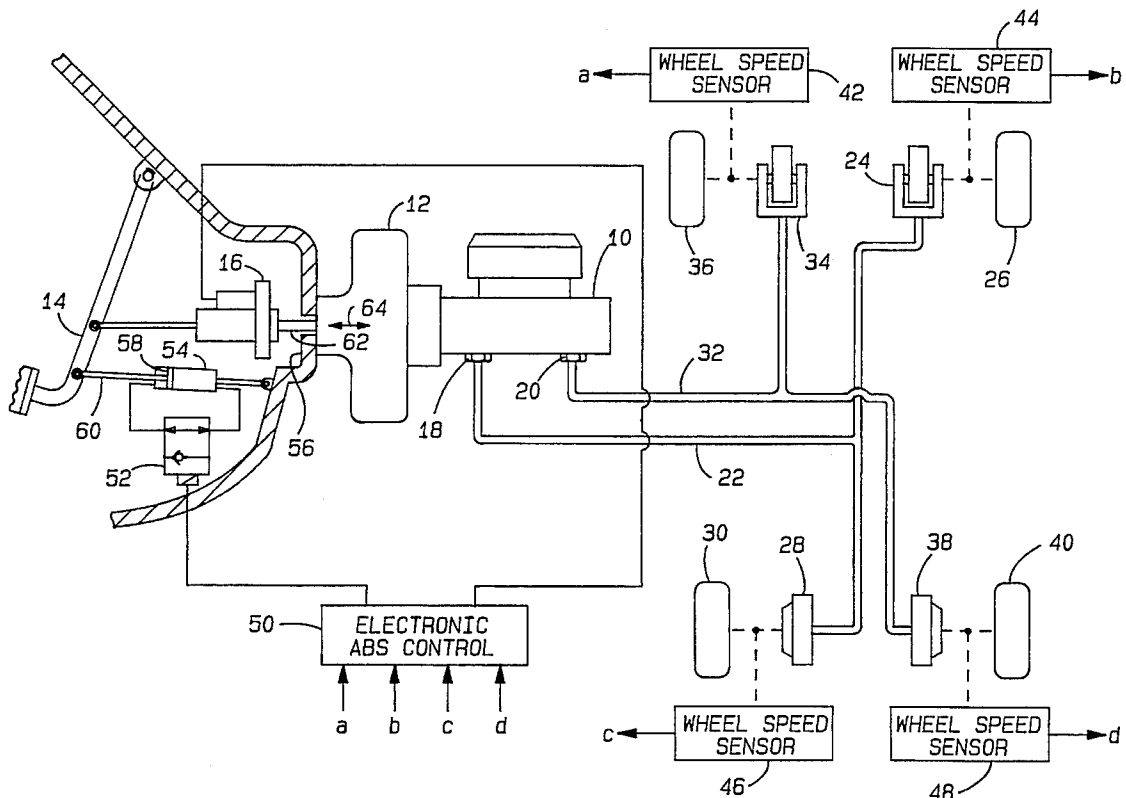 44
WHEEL SPEED
SENSOR
a
42
WHEEL SPEED
SENSOR
b
24
12
10
36
34
26
16
14
64
62
58
54
18
20
32
60
56
52
22
30
28
38
40
50
ELECTRONIC
ABS CONTROL
a
b
c
d
WHEEL SPEED
SENSOR
c
46
WHEEL SPEED
SENSOR
d
48